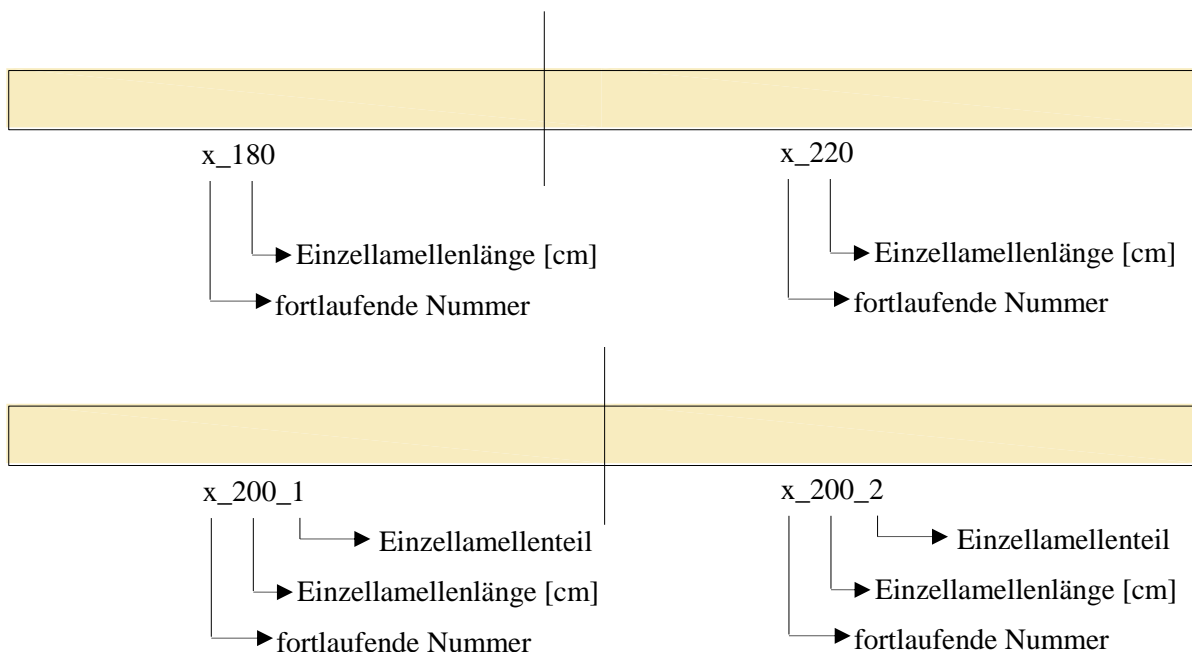 x_180
x_220
Einzellamellenlänge [cm]
Einzellamellenlänge [cm]
fortlaufende Nummer
fortlaufende Nummer
x_200_1
x_200_2
Einzellamellenteil
Einzellamellenteil
Einzellamellenlänge [cm]
Einzellamellenlänge [cm]
fortlaufende Nummer
fortlaufende Nummer